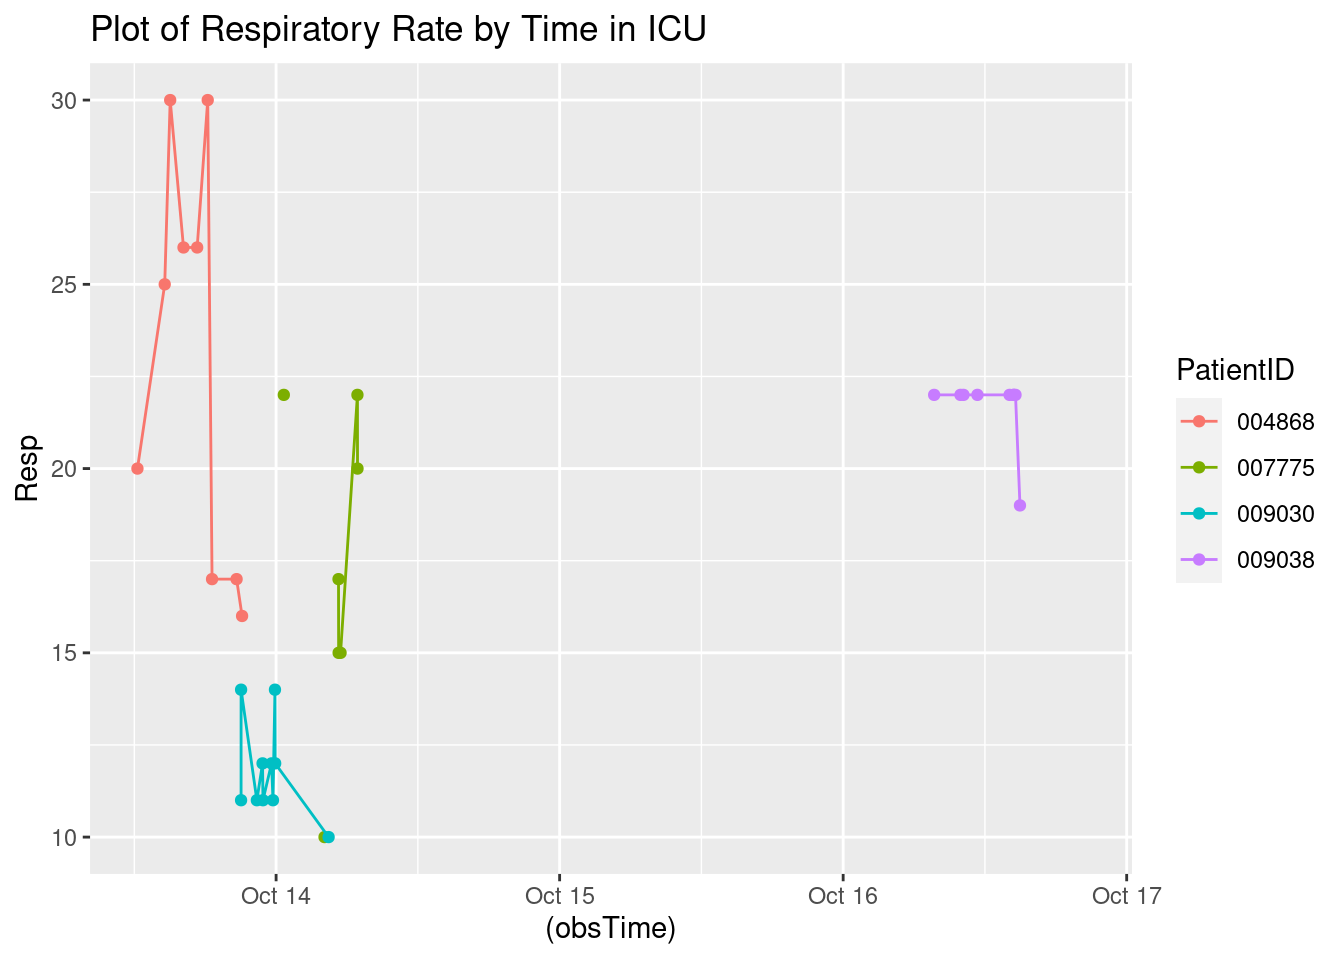 Plot of Respiratory Rate by Time in ICU
30
25
20
15
10
Resp
Oct 14
Oct 15
Oct 16
Oct 17
(obsTime)
PatientID
004868
007775
009030
009038